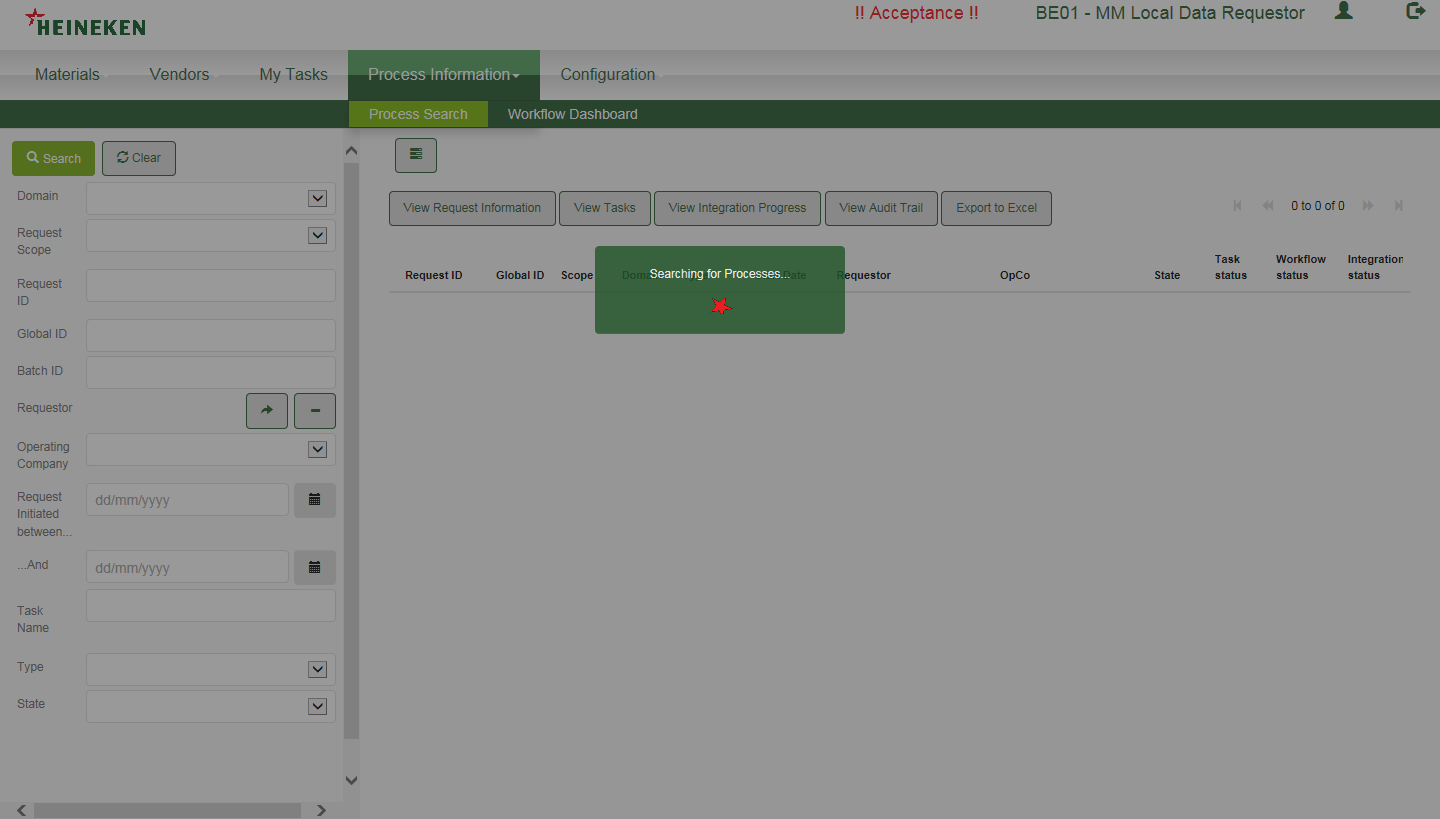 HEINEKEN
!! Acceptance !!
BE01 - MM Local Data Requestor
Materials
Vendors
My Tasks
Process Information
Configuration
Process Search
Workflow Dashboard
Search
Clear
Domain
Request
Scope
Request
ID
Global ID
Batch ID
Requestor
Operating
Company
Request
Initiated
between...
dd/mm/yyyy
...And
dd/mm/yyyy
Task
Name
Type
State
View Request Information
View Tasks
View Integration Progress
View Audit Trail
Export to Excel
0 to 0 of 0
Request ID
Global ID
Scope
Searching for Processes...
Date
Requestor
OpCo
State
Task
status
Workflow
status
Integration
status